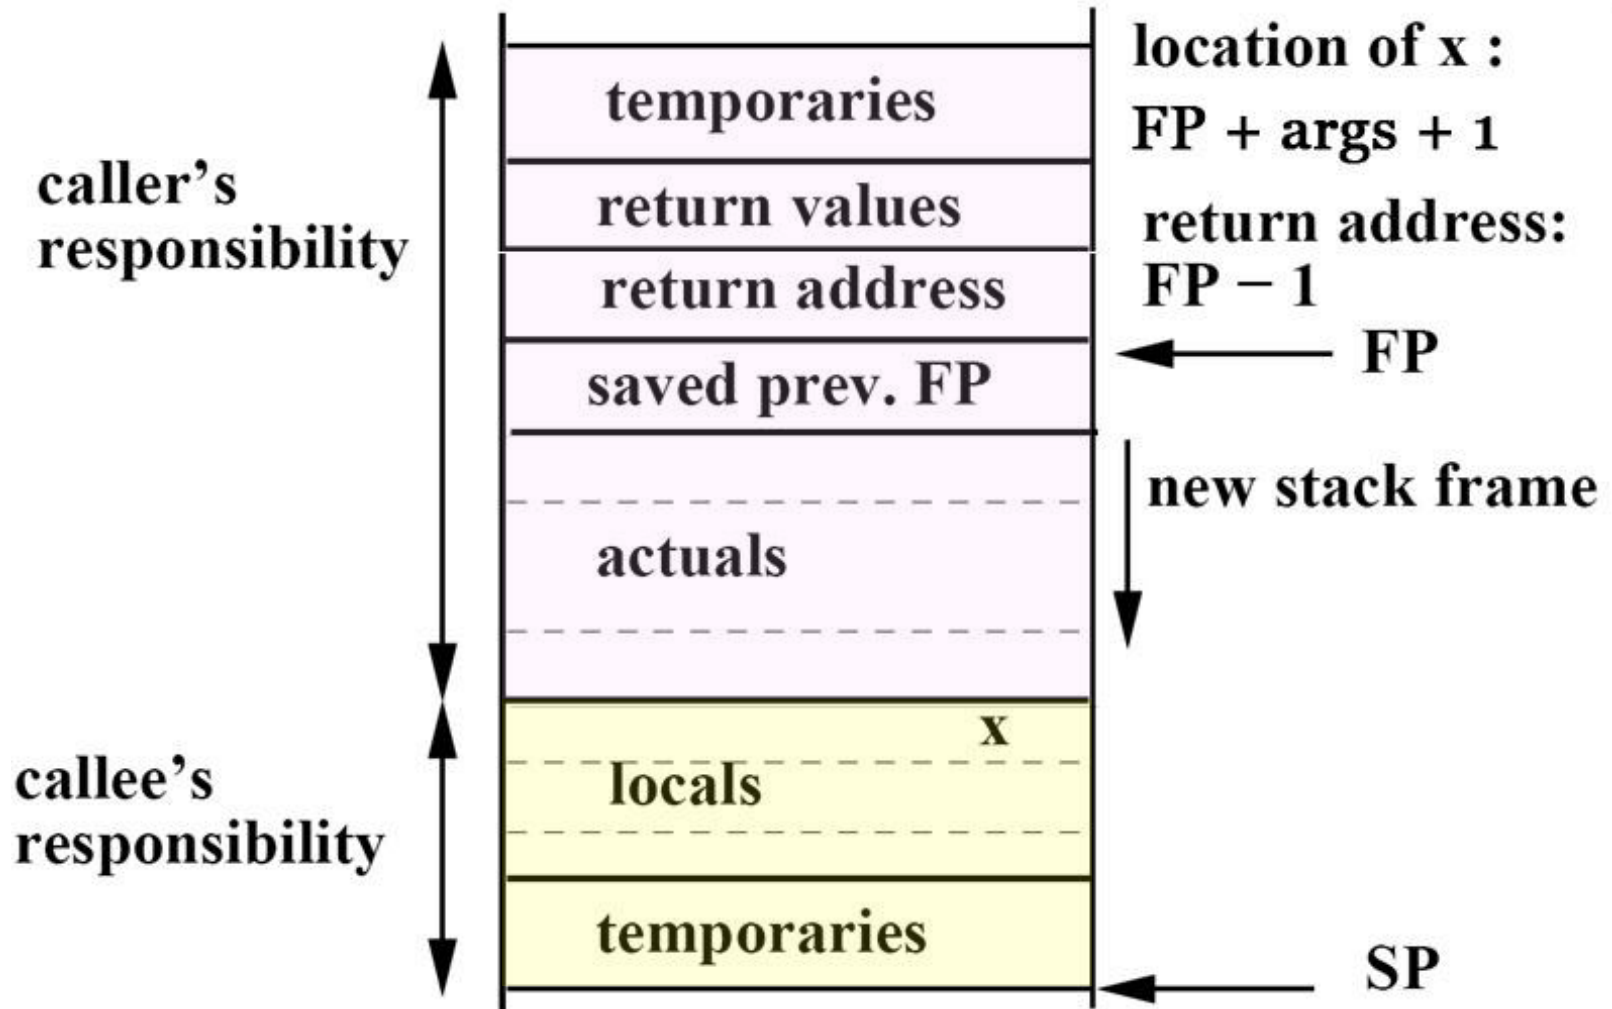 location of x :
temporaries
FP + args + 1
caller's
responsibility
return values
return address:
return address
FP − 1
FP
saved prev. FP
new stack frame
actuals
x
callee's
responsibility
locals
temporaries
SP